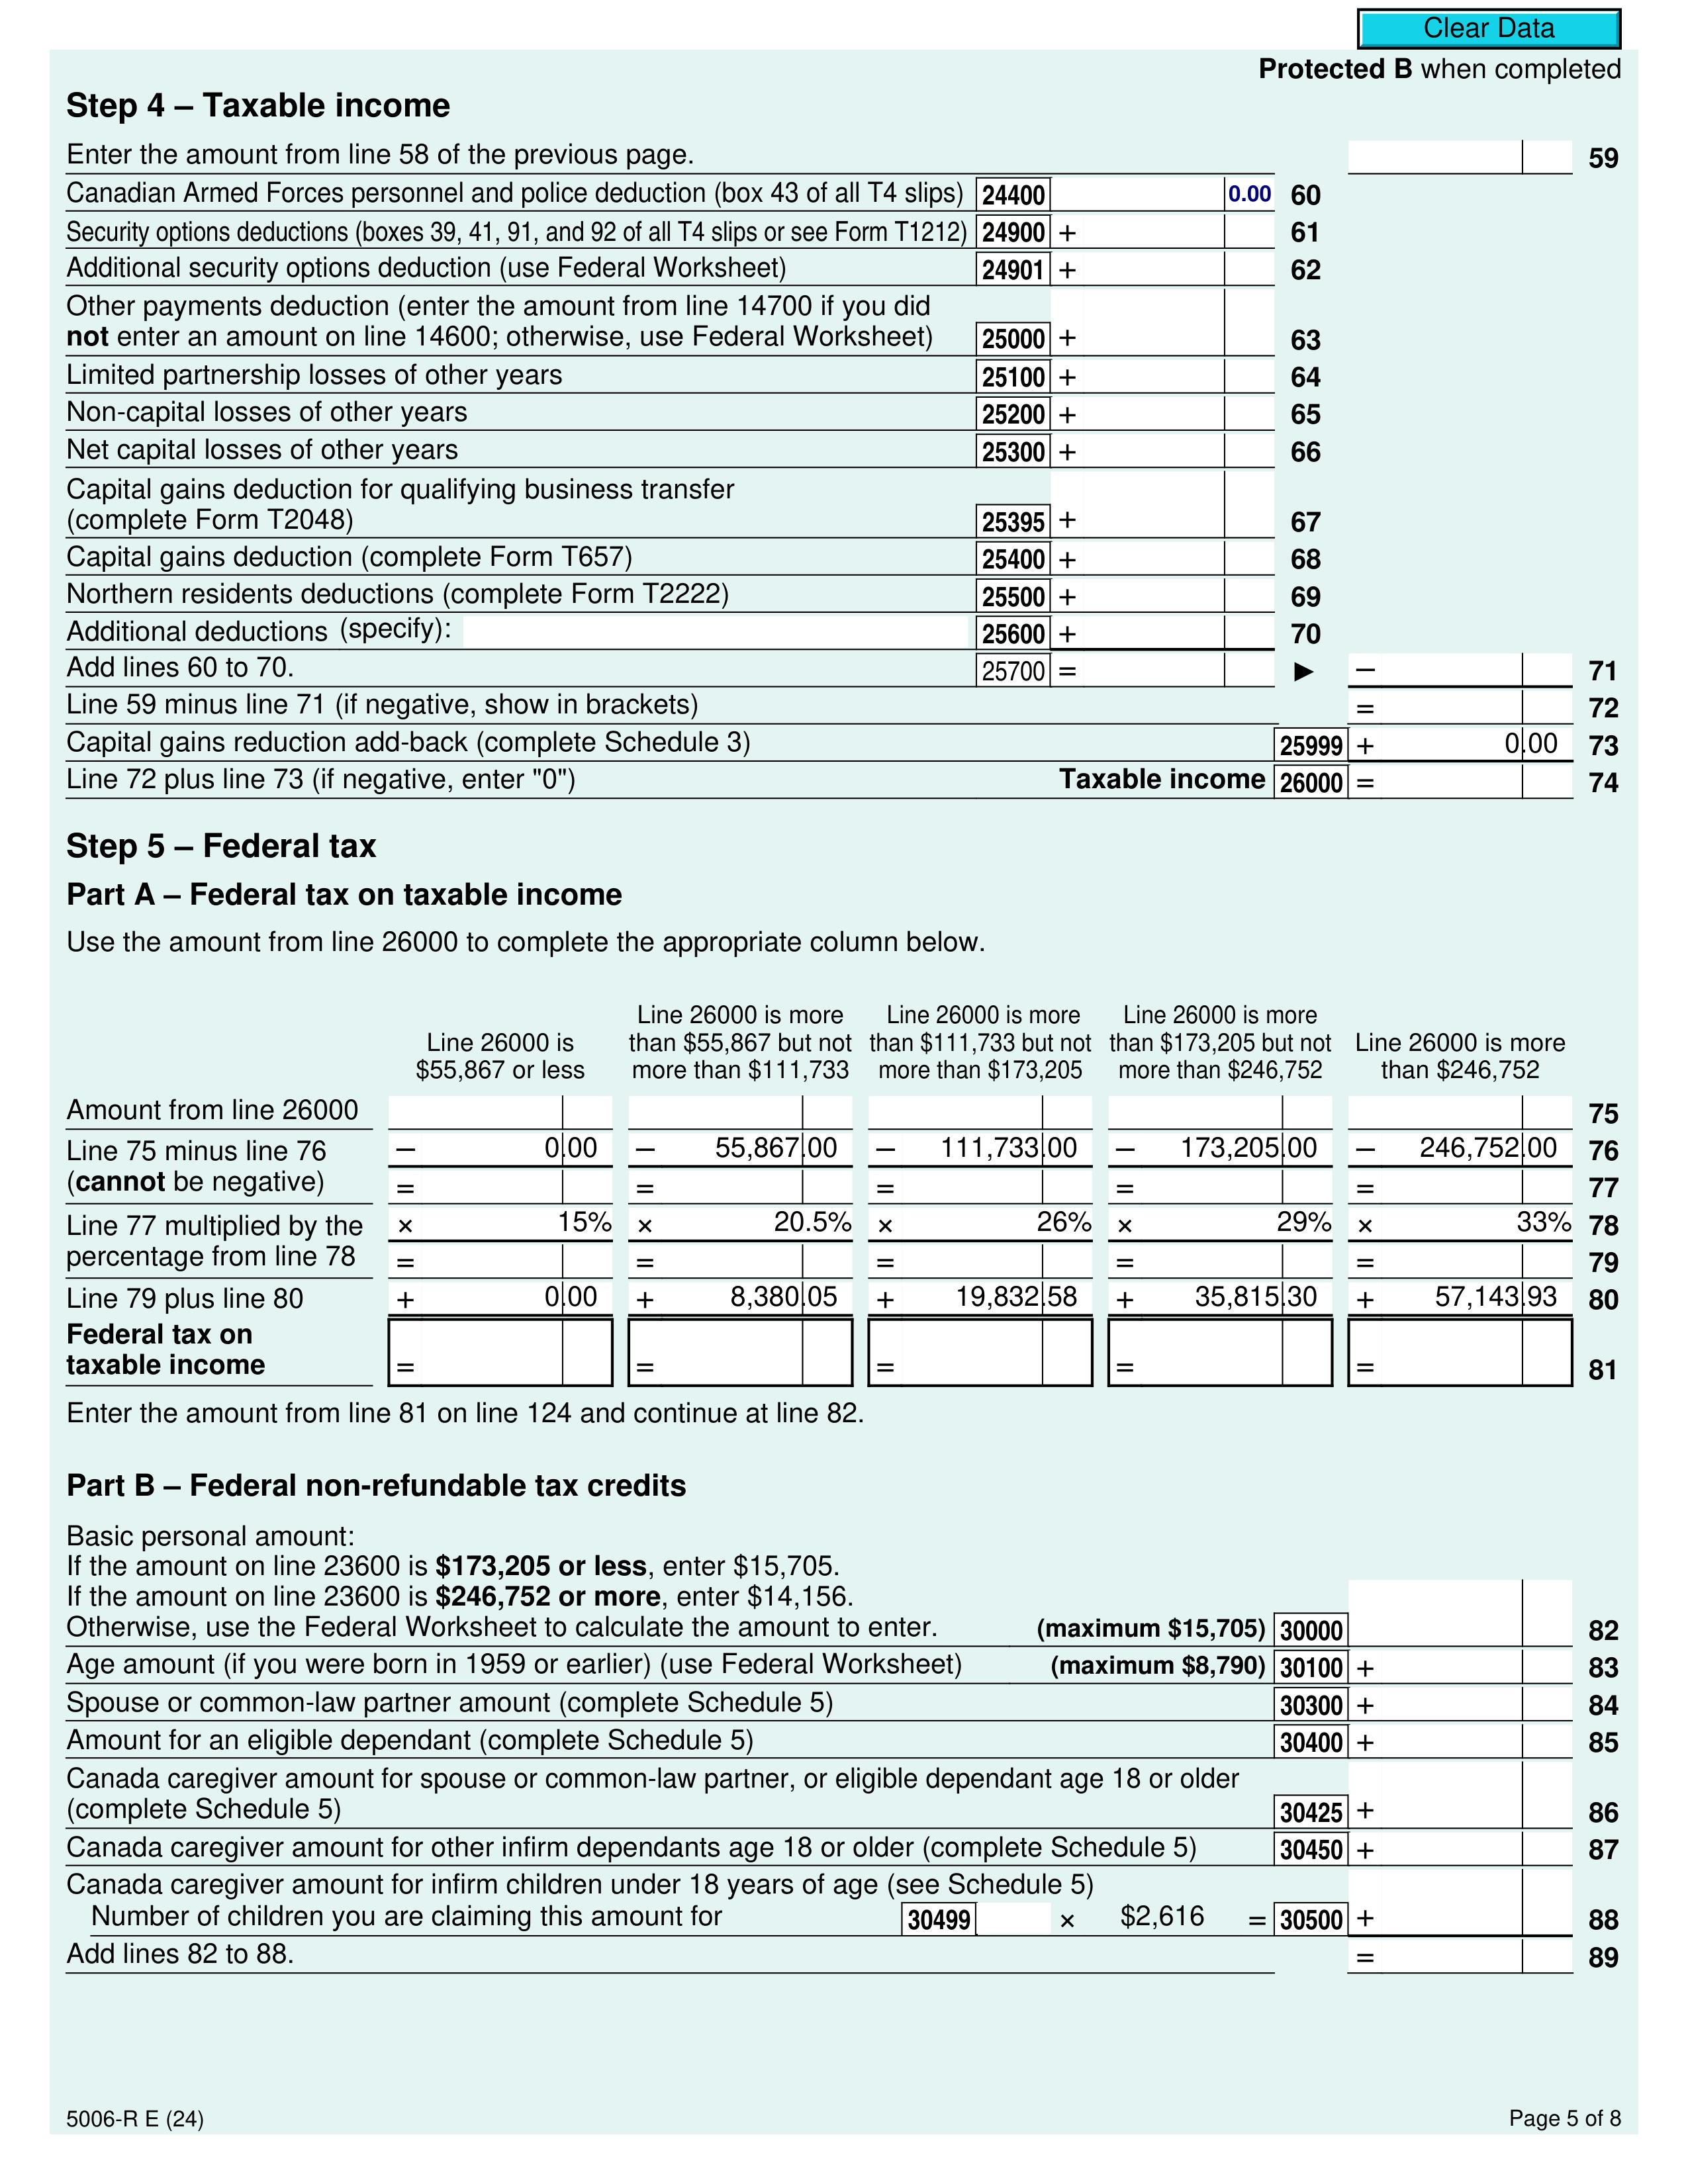 Clear Data
Protected B when completed
Step 4 – Taxable income
Enter the amount from line 58 of the previous page. 59
Canadian Armed Forces personnel and police deduction (box 43 of all T4 slips) 24400 0.00 60
Security options deductions (boxes 39, 41, 91, and 92 of all T4 slips or see Form T1212) 24900 + 61
Additional security options deduction (use Federal Worksheet) 24901 + 62
Other payments deduction (enter the amount from line 14700 if you did
not enter an amount on line 14600; otherwise, use Federal Worksheet) 25000 + 63
Limited partnership losses of other years 25100 + 64
Non-capital losses of other years 25200 + 65
Net capital losses of other years 25300 + 66
Capital gains deduction for qualifying business transfer
(complete Form T2048) 25395 + 67
Capital gains deduction (complete Form T657) 25400 + 68
Northern residents deductions (complete Form T2222) 25500 + 69
Additional deductions (specify): 25600 + 70
Add lines 60 to 70. 25700 = ► – 71
Line 59 minus line 71 (if negative, show in brackets) = 72
Capital gains reduction add-back (complete Schedule 3) 25999 + 0.00 73
Line 72 plus line 73 (if negative, enter "0") Taxable income 26000 = 74
Step 5 – Federal tax
Part A – Federal tax on taxable income
Use the amount from line 26000 to complete the appropriate column below.
Line 26000 is more Line 26000 is more Line 26000 is more
Line 26000 is than $55,867 but not than $111,733 but not than $173,205 but not Line 26000 is more
$55,867 or less more than $111,733 more than $173,205 more than $246,752 than $246,752
Amount from line 26000 75
Line 75 minus line 76 – 0.00 – 55,867.00 – 111,733.00 – 173,205.00 – 246,752.00 76
(cannot be negative) = = = = = 77
Line 77 multiplied by the × 15% × 20.5% × 26% × 29% × 33% 78
percentage from line 78 = = = = = 79
Line 79 plus line 80 + 0.00 + 8,380.05 + 19,832.58 + 35,815.30 + 57,143.93 80
Federal tax on
taxable income = = = = = 81
Enter the amount from line 81 on line 124 and continue at line 82.
Part B – Federal non-refundable tax credits
Basic personal amount:
If the amount on line 23600 is $173,205 or less, enter $15,705.
If the amount on line 23600 is $246,752 or more, enter $14,156.
Otherwise, use the Federal Worksheet to calculate the amount to enter. (maximum $15,705) 30000 82
Age amount (if you were born in 1959 or earlier) (use Federal Worksheet) (maximum $8,790) 30100 + 83
Spouse or common-law partner amount (complete Schedule 5) 30300 + 84
Amount for an eligible dependant (complete Schedule 5) 30400 + 85
Canada caregiver amount for spouse or common-law partner, or eligible dependant age 18 or older
(complete Schedule 5) 30425 + 86
Canada caregiver amount for other infirm dependants age 18 or older (complete Schedule 5) 30450 + 87
Canada caregiver amount for infirm children under 18 years of age (see Schedule 5)
Number of children you are claiming this amount for 30499 × $2,616 = 30500 + 88
Add lines 82 to 88. = 89
5006-R E (24) Page 5 of 8